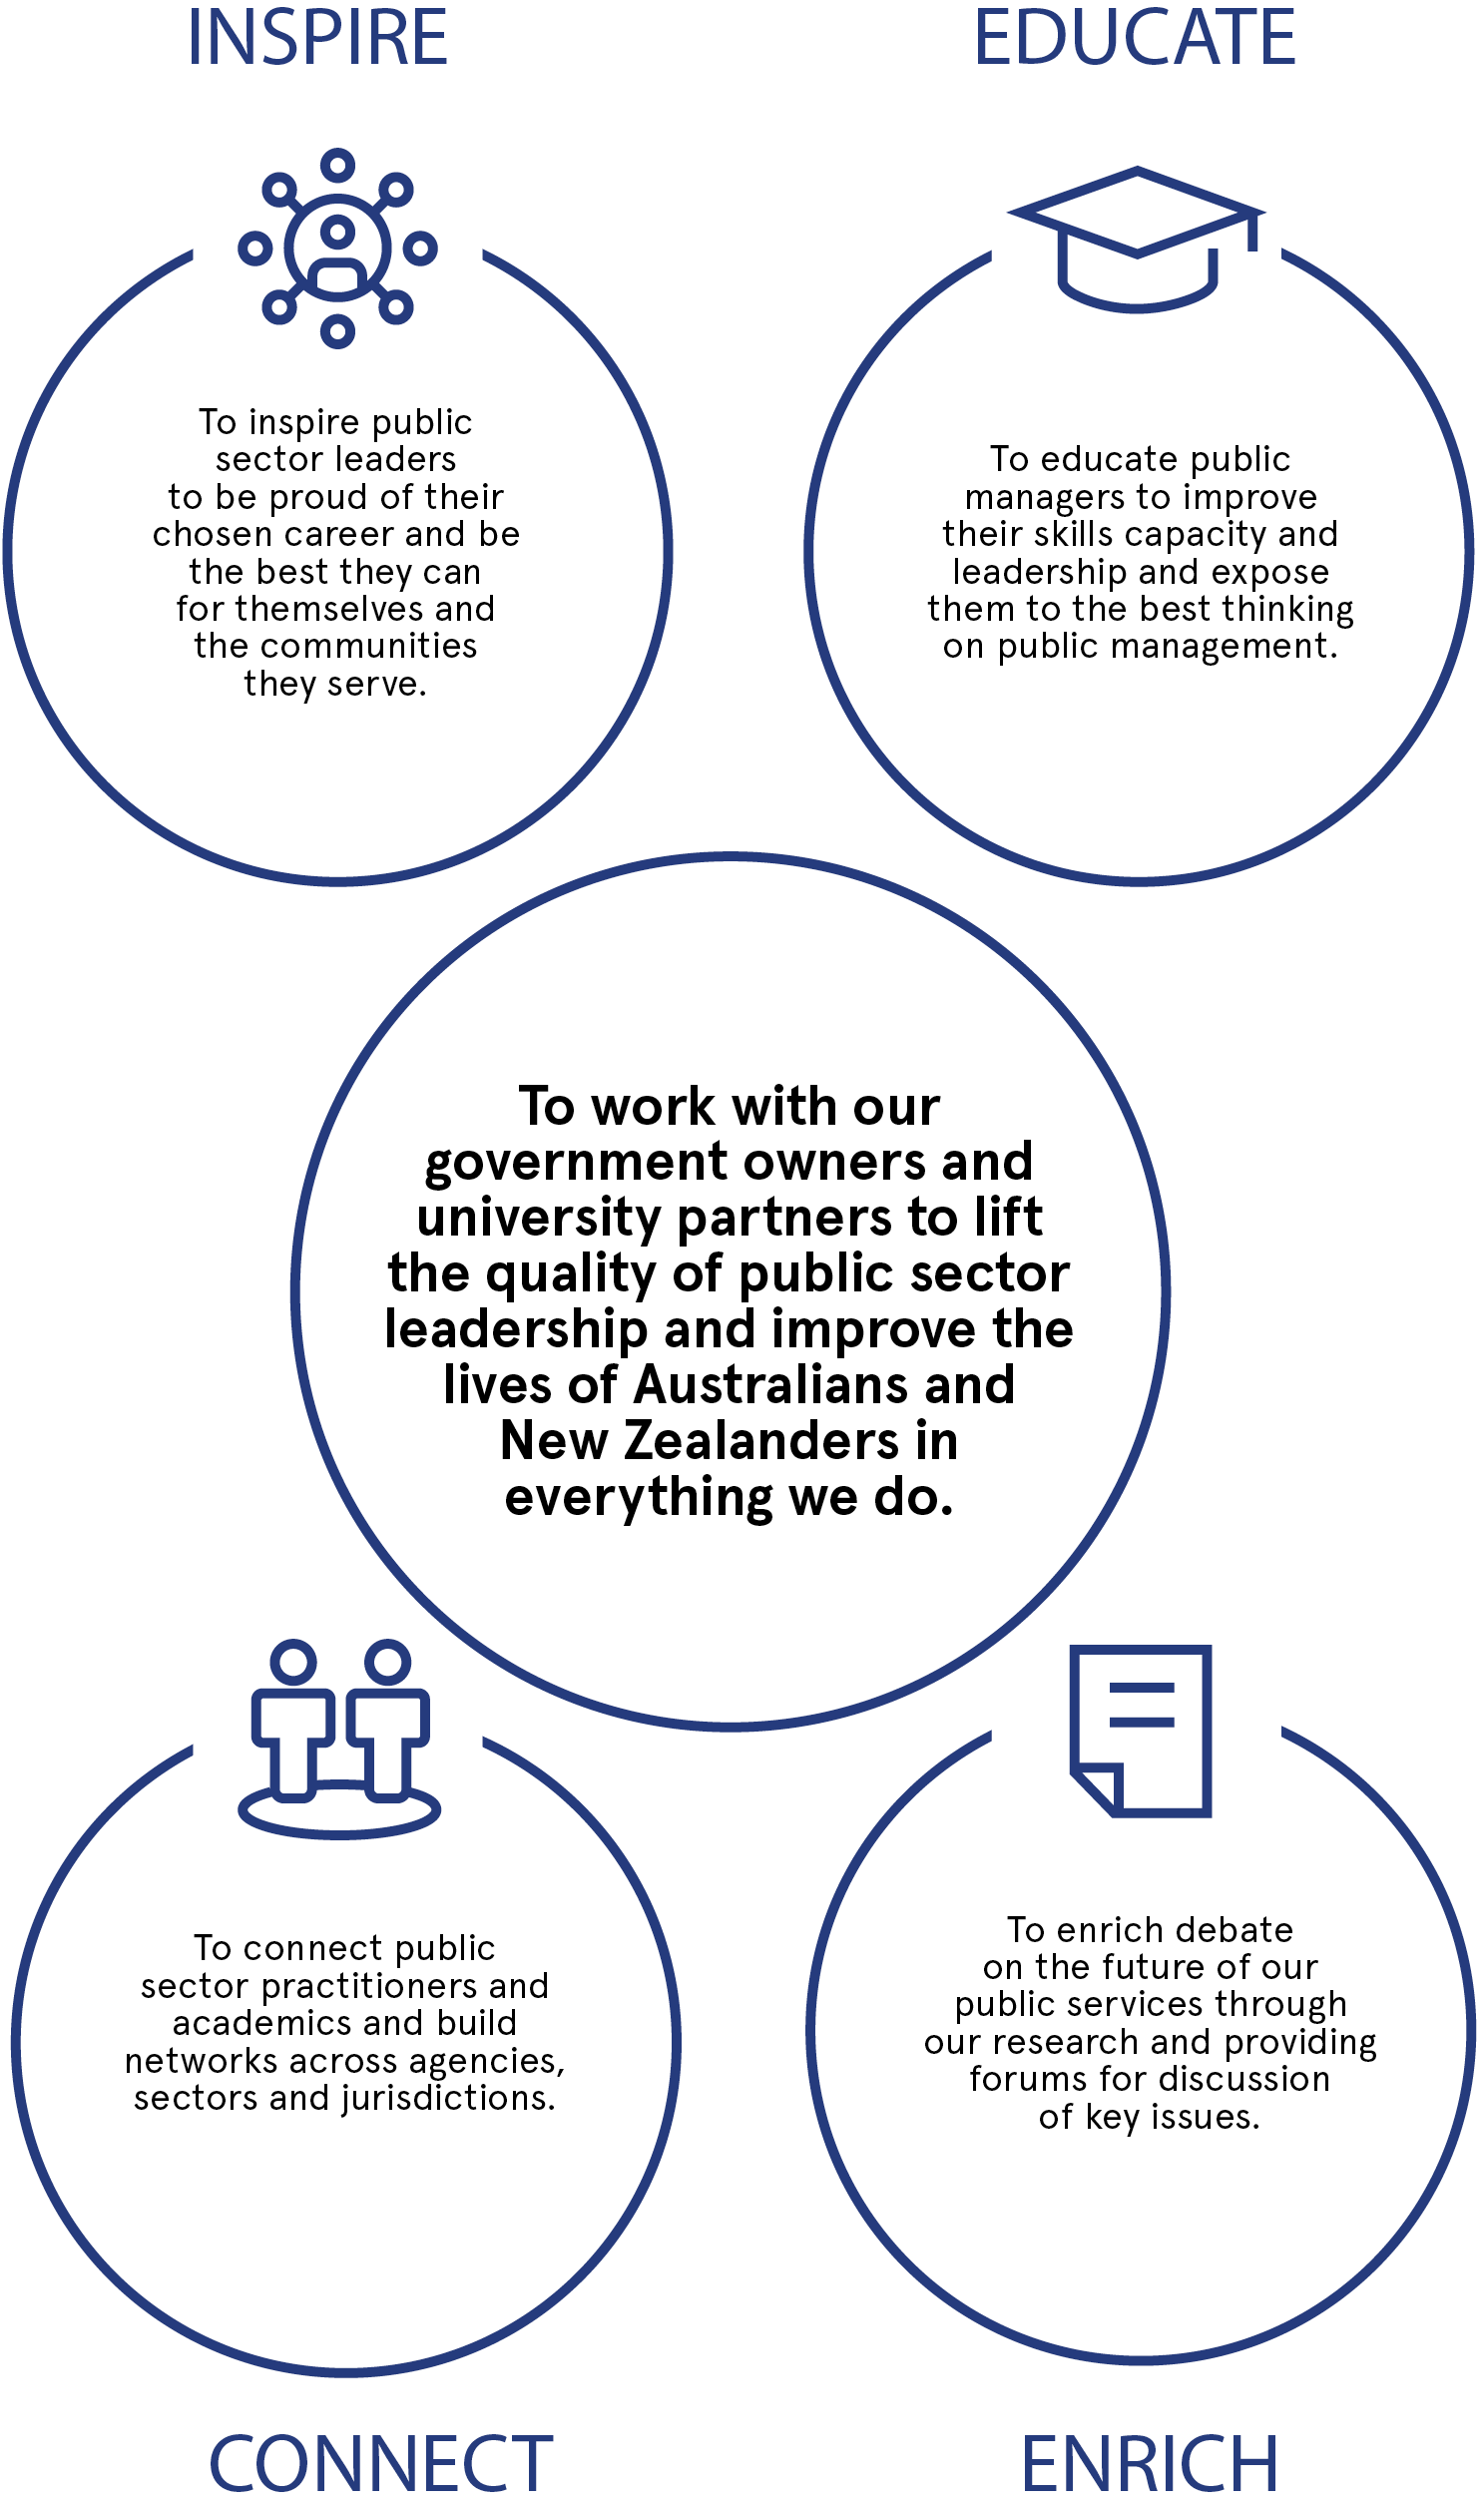 INSPIRE
To inspire public
sector leaders
to be proud of their
chosen career and be
the best they can
for themselves and
the communities
they serve.
EDUCATE
To educate public
managers to improve
their skills capacity and
leadership and expose
them to the best thinking
on public management.
To work with our
government owners and
university partners to lift
the quality of public sector
leadership and improve the
lives of Australians and
New Zealanders in
everything we do.
To connect public
sector practitioners and
academics and build
networks across agencies,
sectors and jurisdictions.
CONNECT
To enrich debate
on the future of our
public services through
our research and providing
forums for discussion
of key issues.
ENRICH